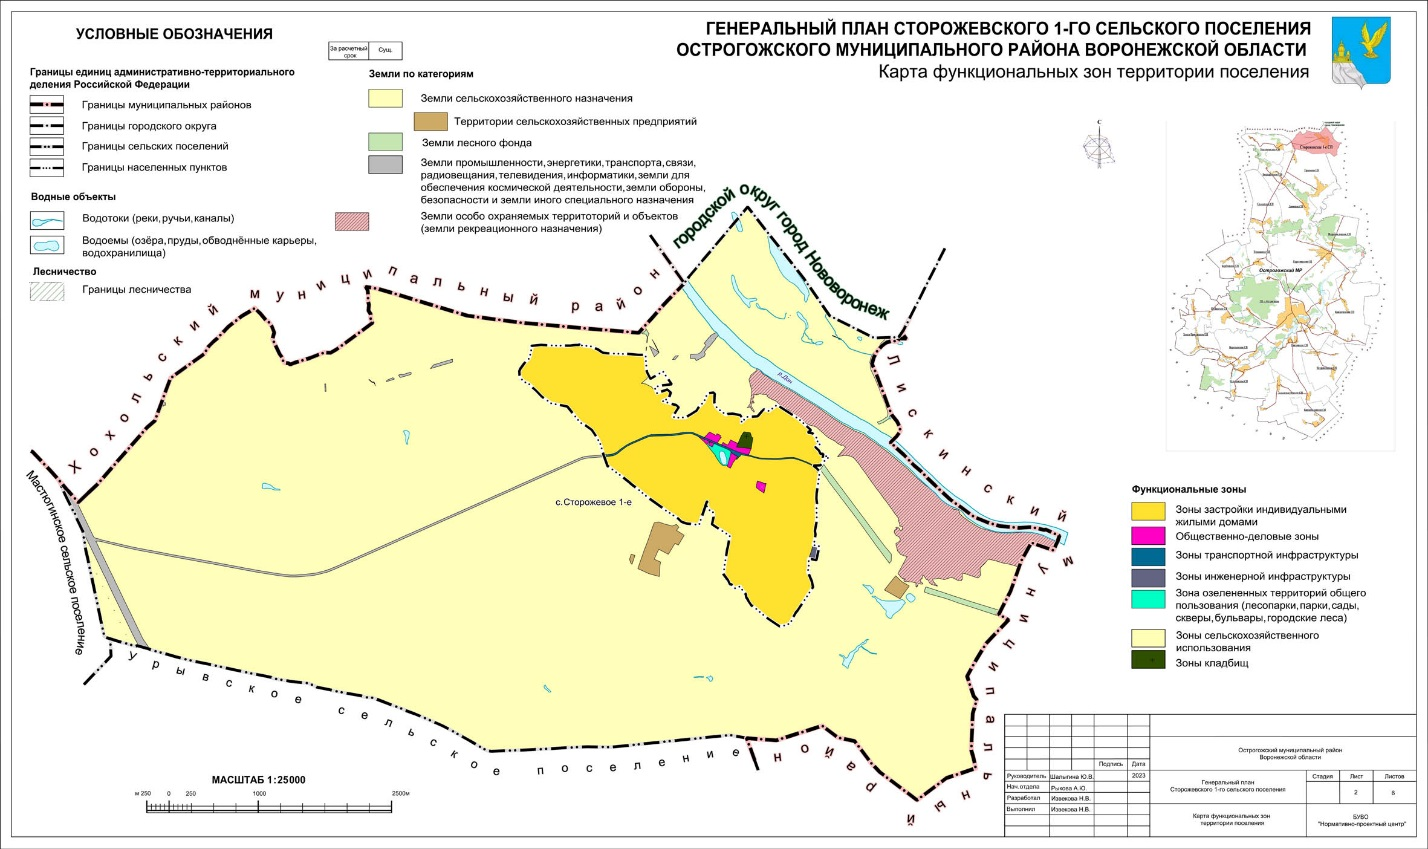 ГЕНЕРАЛЬНЫЙ ПЛАН СТОРОЖЕВСКОГО 1-ГО СЕЛЬСКОГО ПОСЕЛЕНИЯ
ОСТРОГОЖСКОГО МУНИЦИПАЛЬНОГО РАЙОНА ВОРОНЕЖСКОЙ ОБЛАСТИ
Карта функциональных зон территории поселения
УСЛОВНЫЕ ОБОЗНАЧЕНИЯ
За расчетный
срок
Сущ.
Границы единиц административно-территориального
деления Российской Федерации
Границы муниципальных районов
Границы городского округа
Границы сельских поселений
Границы населенных пунктов
Водные объекты
Водотоки (реки, ручьи, каналы)
Водоемы (озёра, пруды, обводнённые карьеры,
водохранилища)
Лесничество
Границы лесничества
Земли по категориям
Земли сельскохозяйственного назначения
Территории сельскохозяйственных предприятий
Земли лесного фонда
Земли промышленности, энергетики, транспорта, связи,
радиовещания, телевидения, информатики, земли для
обеспечения космической деятельности, земли обороны,
безопасности и земли иного специального назначения
Земли особо охраняемых территоторий и объектов
(земли рекреационного назначения)
С
городской округ город Нововоронеж
Хохольский муниципальный район
Лискинский муниципальный район
Мастюгинское сельское поселение
Урывское сельское поселение
р.Дон
с.Сторожевое 1-е
Острогожский МР
Функциональные зоны
Зоны застройки индивидуальными
жилыми домами
Общественно-деловые зоны
Зоны транспортной инфраструктуры
Зоны инженерной инфраструктуры
Зона озелененных территорий общего
пользования (лесопарки, парки, сады,
скверы, бульвары, городские леса)
Зоны сельскохозяйственного
использования
Зоны кладбищ
МАСШТАБ 1:25000
м 250 0 250 1000 2500м
Подпись Дата
Руководитель Шалыгина Ю.В. 2023
Нач.отдела Рыкова А.Ю.
Разработал Извекова Н.В.
Выполнил Извекова Н.В.
Острогожский муниципальный район
Воронежской области
Генеральный план
Сторожевского 1-го сельского поселения
Стадия Лист Листов
2 6
Карта функциональных зон
территории поселения
БУВО
"Нормативно-проектный центр"